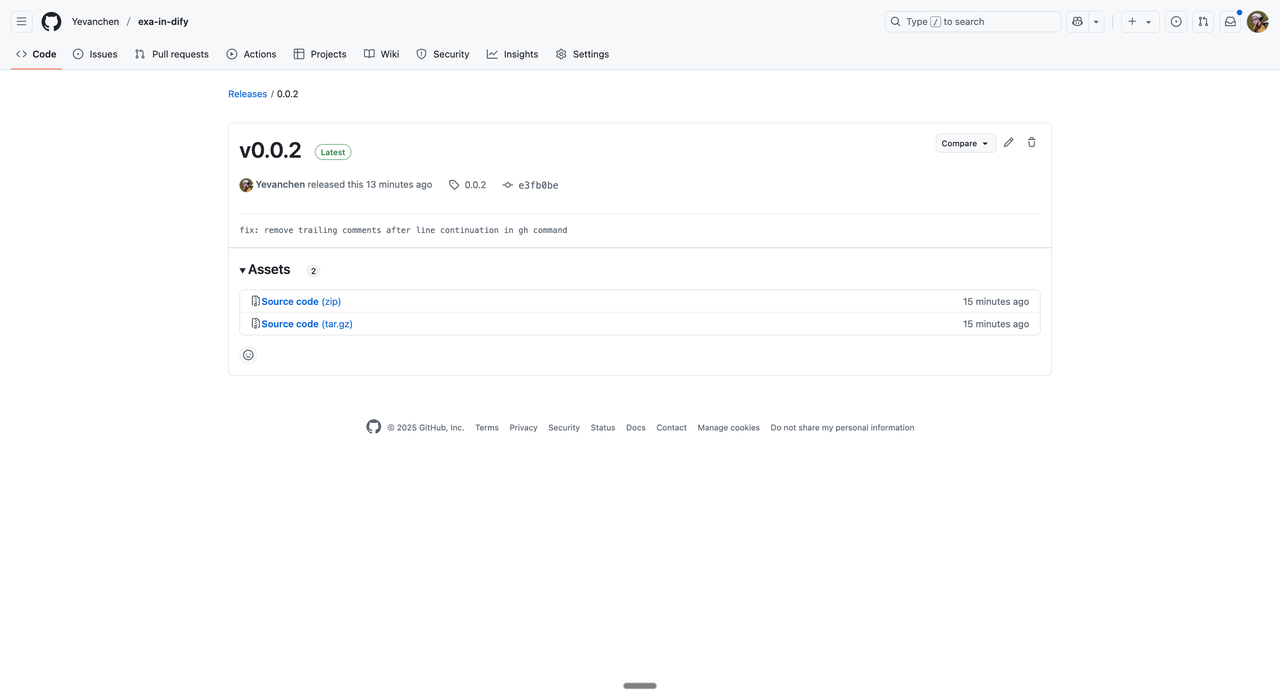 Yevanchen / exa-in-dify
Type / to search
Code Issues Pull requests Actions Projects Wiki Security Insights Settings
Releases / 0.0.2
v0.0.2 Latest
Compare
Yevanchen released this 13 minutes ago 0.0.2 e3fb0be
fix: remove trailing comments after line continuation in gh command
Assets 2
Source code (zip) 15 minutes ago
Source code (tar.gz) 15 minutes ago
© 2025 GitHub, Inc. Terms Privacy Security Status Docs Contact Manage cookies Do not share my personal information